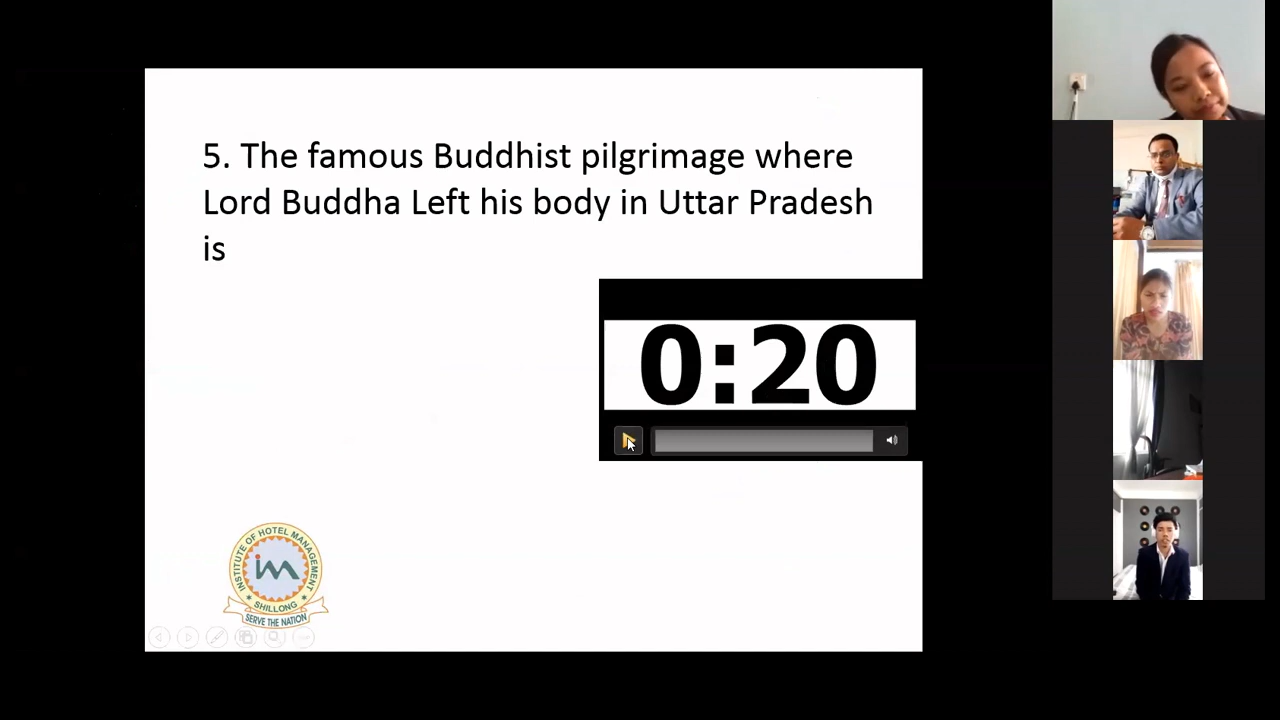 5. The famous Buddhist pilgrimage where
Lord Buddha Left his body in Uttar Pradesh
is
0:20
INSTITUTE OF HOTEL MANAGEMENT
SHILLONG
SERVE THE NATION